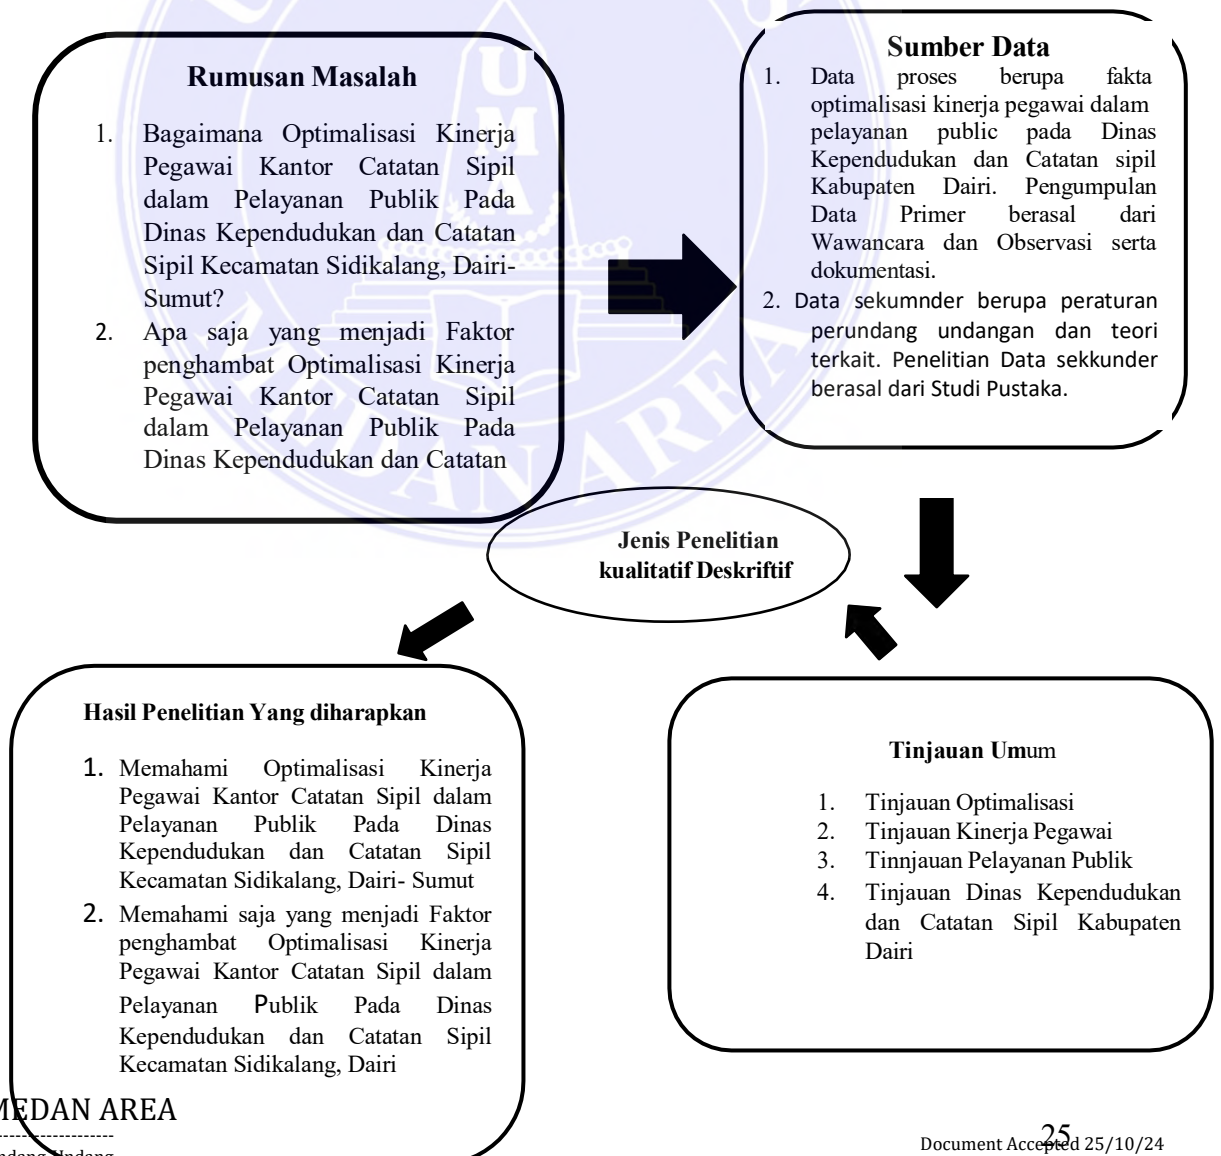 Rumusan Masalah
1. Bagaimana Optimalisasi Kinerja
Pegawai Kantor Catatan Sipil
dalam Pelayanan Publik Pada
Dinas Kependudukan dan Catatan
Sipil Kecamatan Sidikalang, Dairi-
Sumut?
2. Apa saja yang menjadi Faktor
penghambat Optimalisasi Kinerja
Pegawai Kantor Catatan Sipil
dalam Pelayanan Publik Pada
Dinas Kependudukan dan Catatan
Sumber Data
1. Data proses berupa fakta
optimalisasi kinerja pegawai dalam
pelayanan public pada Dinas
Kependudukan dan Catatan sipil
Kabupaten Dairi. Pengumpulan
Data Primer berasal dari
Wawancara dan Observasi serta
dokumentasi.
2. Data sekumnder berupa peraturan
perundang undangan dan teori
terkait. Penelitian Data sekkunder
berasal dari Studi Pustaka.
UMA
MEDAN AREA
Jenis Penelitian
kualitatif Deskriftif
Hasil Penelitian Yang diharapkan
1. Memahami Optimalisasi Kinerja
Pegawai Kantor Catatan Sipil dalam
Pelayanan Publik Pada Dinas
Kependudukan dan Catatan Sipil
Kecamatan Sidikalang, Dairi- Sumut
2. Memahami saja yang menjadi Faktor
penghambat Optimalisasi Kinerja
Pegawai Kantor Catatan Sipil dalam
Pelayanan Publik Pada Dinas
Kependudukan dan Catatan Sipil
Kecamatan Sidikalang, Dairi
Tinjauan Umum
1. Tinjauan Optimalisasi
2. Tinjauan Kinerja Pegawai
3. Tinnjauan Pelayanan Publik
4. Tinjauan Dinas Kependudukan
dan Catatan Sipil Kabupaten
Dairi
MEDAN AREA
25
Document Accepted 25/10/24